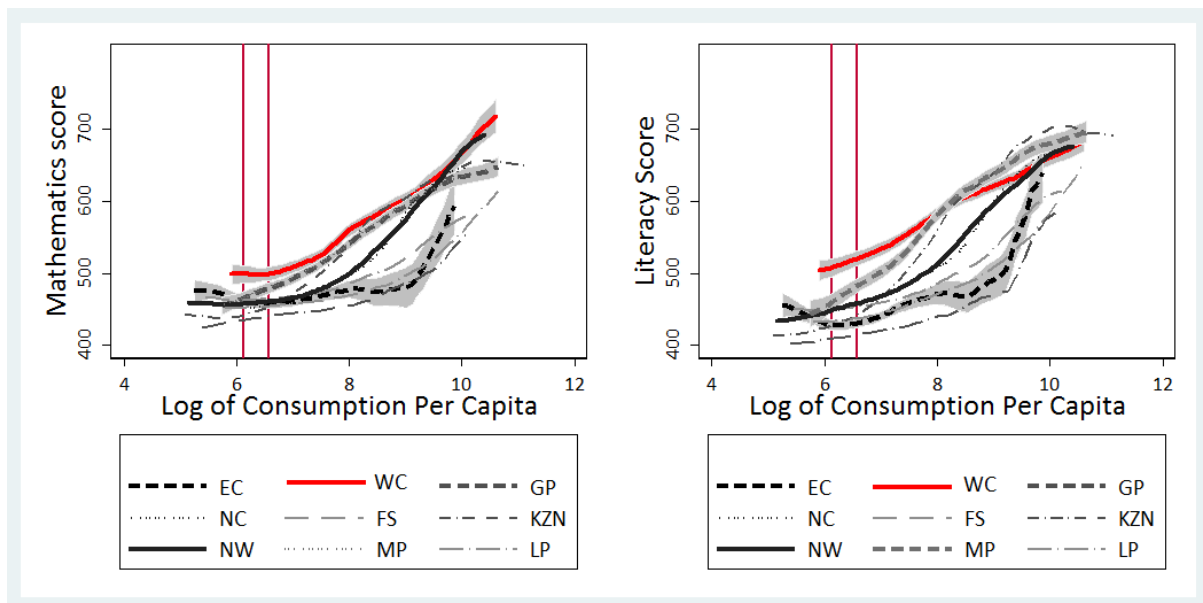 Mathematics score
700
600
500
400
4 6 8 10 12
Log of Consumption Per Capita
EC WC GP
NC FS KZN
NW MP LP
Literacy Score
700
600
500
400
4 6 8 10 12
Log of Consumption Per Capita
EC WC GP
NC FS KZN
NW MP LP